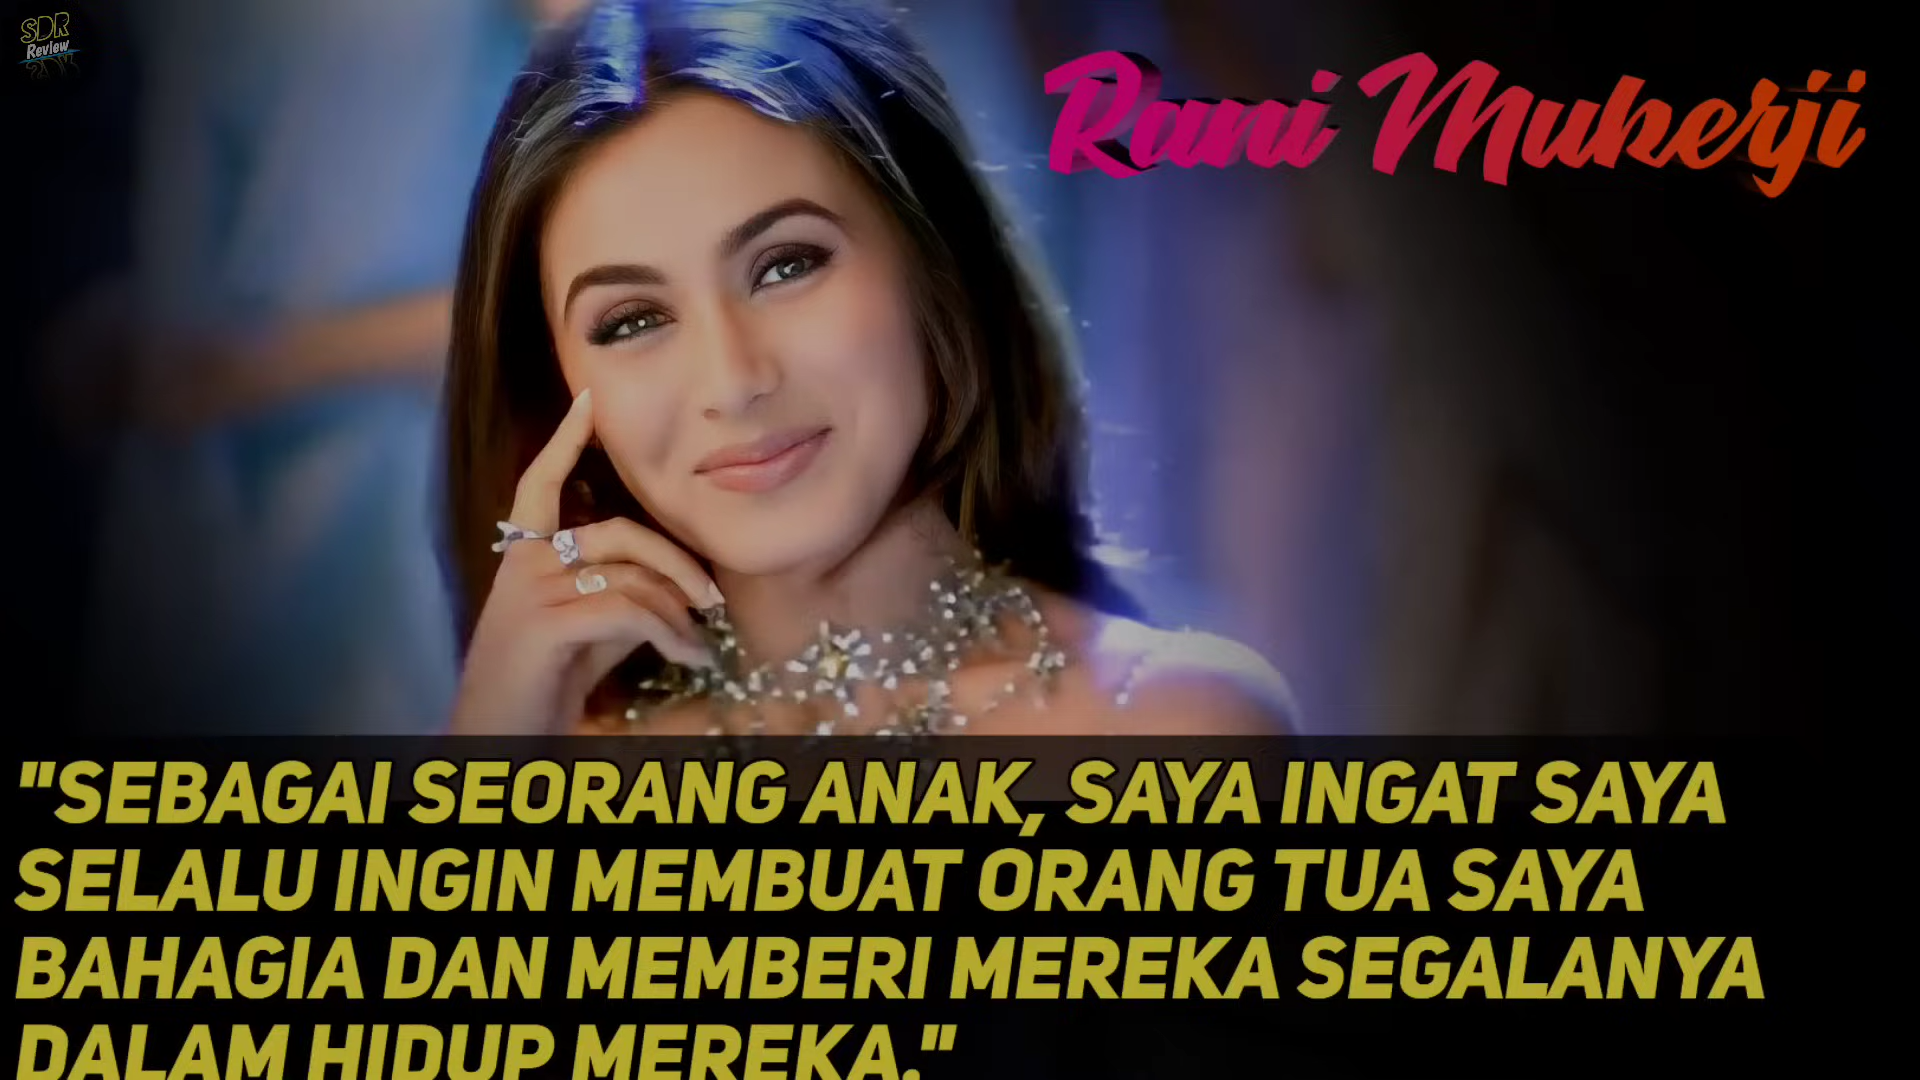 SDR
Review
Rani Mukerji
"SEBAGAI SEORANG ANAK, SAYA INGAT SAYA
SELALU INGIN MEMBUAT ORANG TUA SAYA
BAHAGIA DAN MEMBERI MEREKA SEGALANYA
DALAM HIDUP MEREKA."